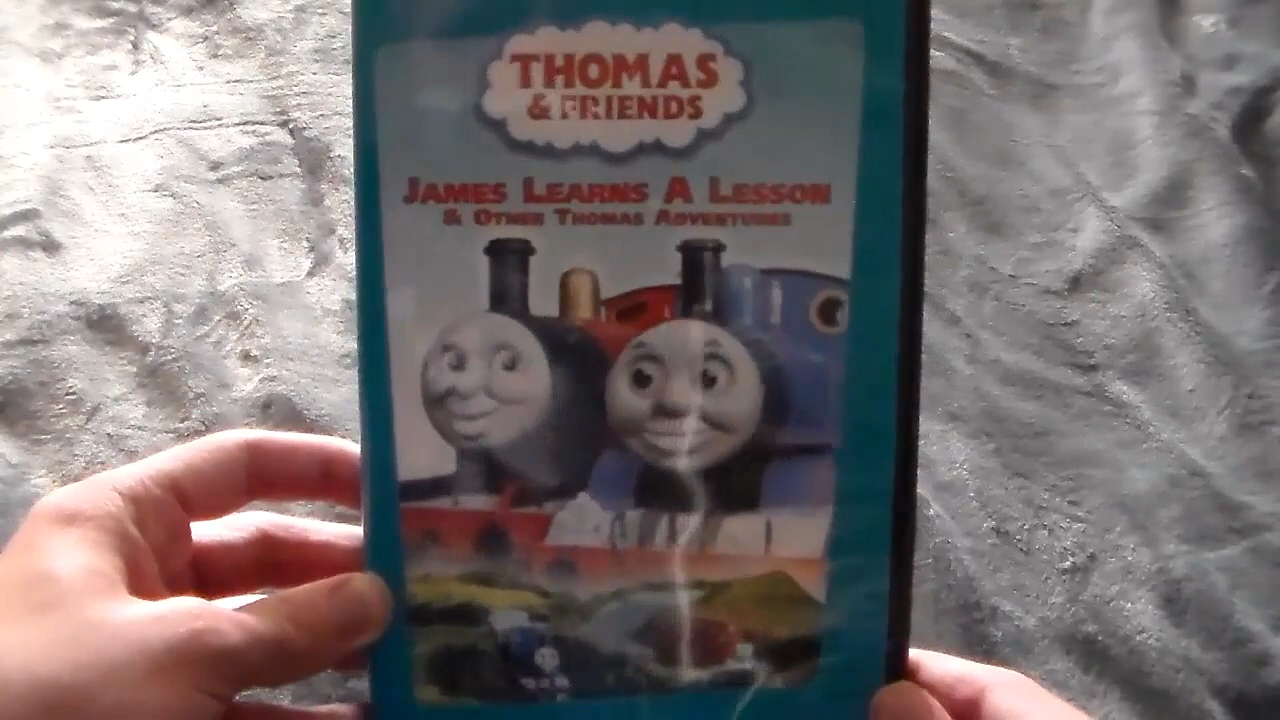 THOMAS
& FRIENDS
JAMES LEARNS A LESSON
& OTHER THOMAS ADVENTURES